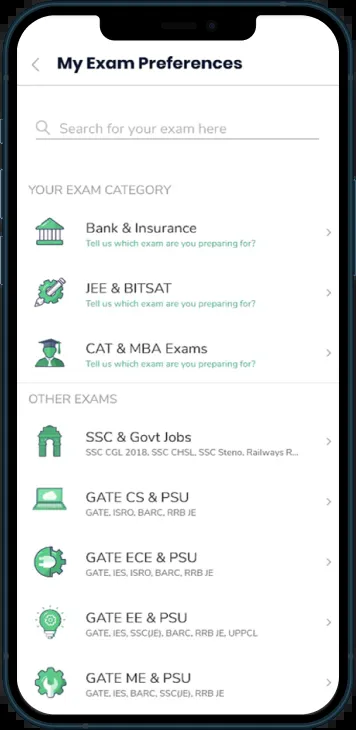 My Exam Preferences
Search for your exam here
YOUR EXAM CATEGORY
Bank & Insurance
Tell us which exam are you preparing for?
JEE & BITSAT
Tell us which exam are you preparing for?
CAT & MBA Exams
Tell us which exam are you preparing for?
OTHER EXAMS
SSC & Govt Jobs
SSC CGL 2018, SSC CHSL, SSC Steno, Railways R...
GATE CS & PSU
GATE, ISRO, BARC, RRB JE
GATE ECE & PSU
GATE, IES, ISRO, BARC, RRB JE
GATE EE & PSU
GATE, IES, SSC(JE), BARC, RRB JE, UPPCL
GATE ME & PSU
GATE, IES, BARC, SSC(JE), RRB JE